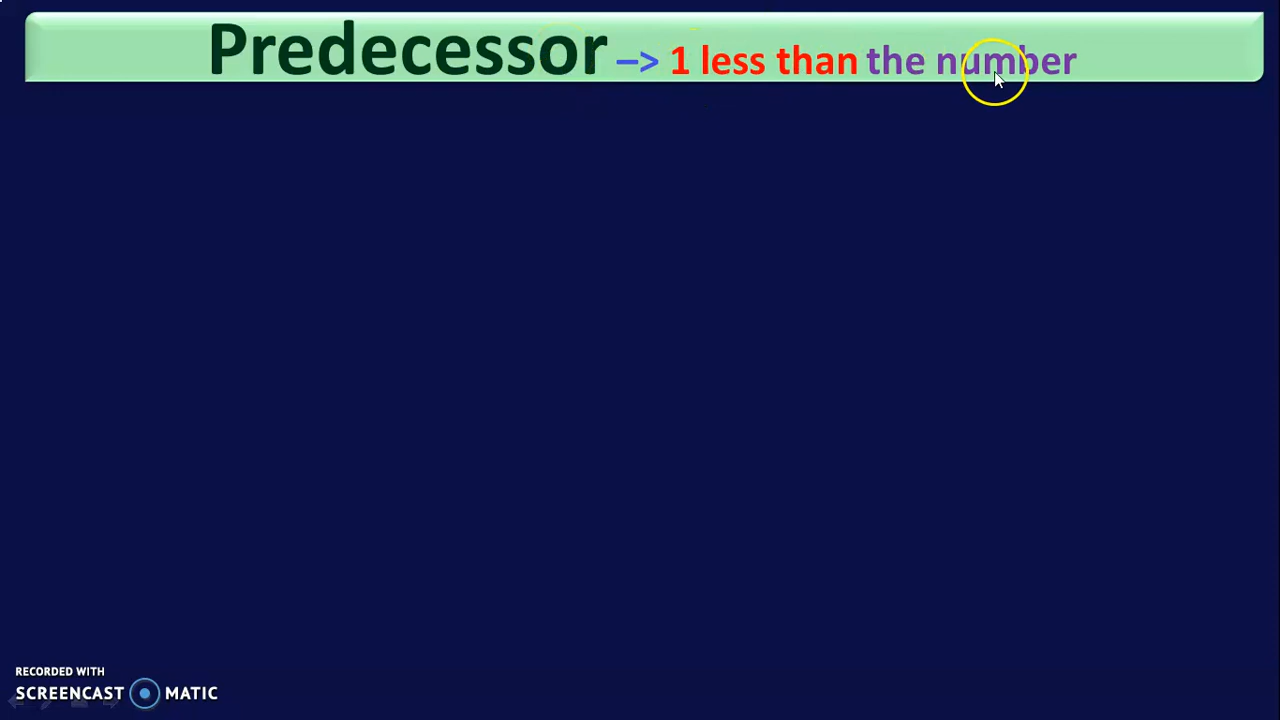 Predecessor –> 1 less than the number
RECORDED WITH
SCREENCAST MATIC